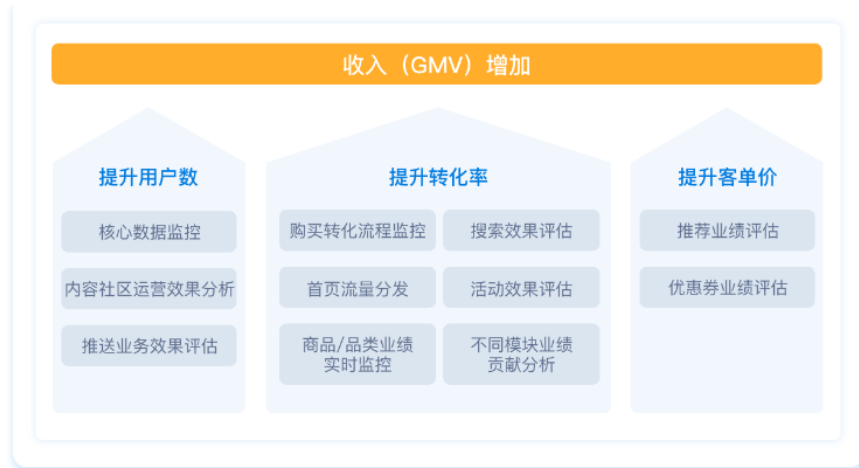 收入（GMV）增加
提升用户数
核心数据监控
内容社区运营效果分析
推送业务效果评估
提升转化率
购买转化流程监控
搜索效果评估
首页流量分发
活动效果评估
商品/品类业绩
实时监控
不同模块业绩
贡献分析
提升客单价
推荐业绩评估
优惠券业绩评估